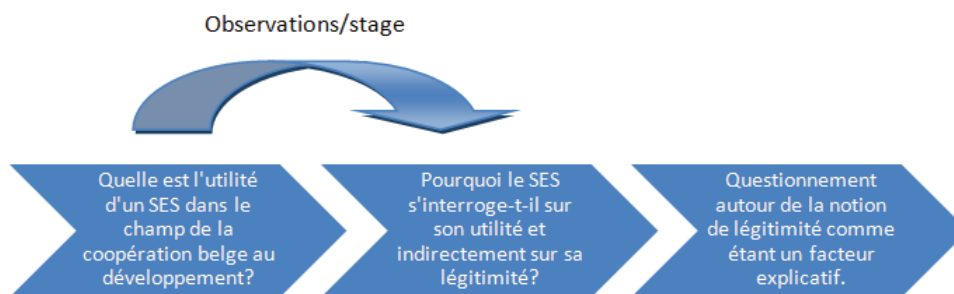 Observations/stage
Quelle est l'utilité
d'un SES dans le
champ de la
coopération belge au
développement?
Pourquoi le SES
s'interroge-t-il sur
son utilité et
indirectement sur sa
légitimité?
Questionnement
autour de la notion
de légitimité comme
étant un facteur
explicatif.